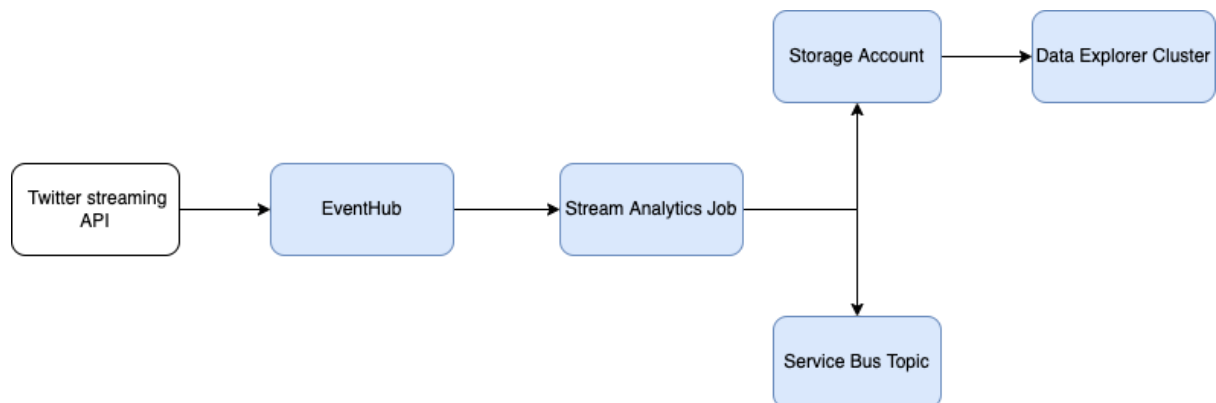 Storage Account
Data Explorer Cluster
Twitter streaming
API
EventHub
Stream Analytics Job
Service Bus Topic